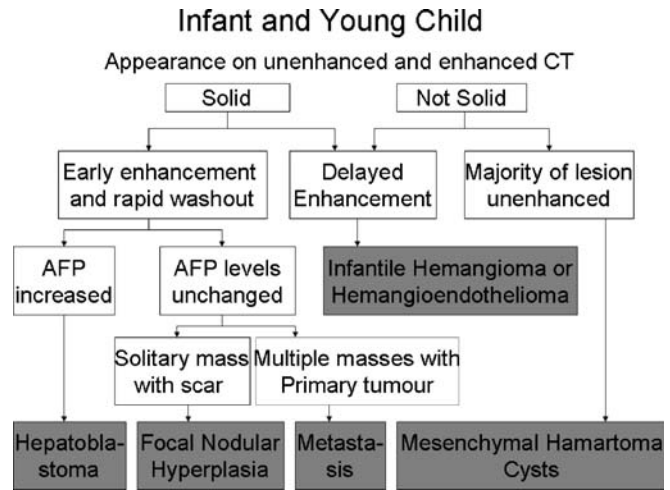 Infant and Young Child
Appearance on unenhanced and enhanced CT
Solid
Not Solid
Early enhancement
and rapid washout
Delayed
Enhancement
Majority of lesion
unenhanced
AFP
increased
AFP levels
unchanged
Infantile Hemangioma or
Hemangioendothelioma
Solitary mass
with scar
Multiple masses with
Primary tumour
Hepatobla-
stoma
Focal Nodular
Hyperplasia
Metasta-
sis
Mesenchymal Hamartoma
Cysts